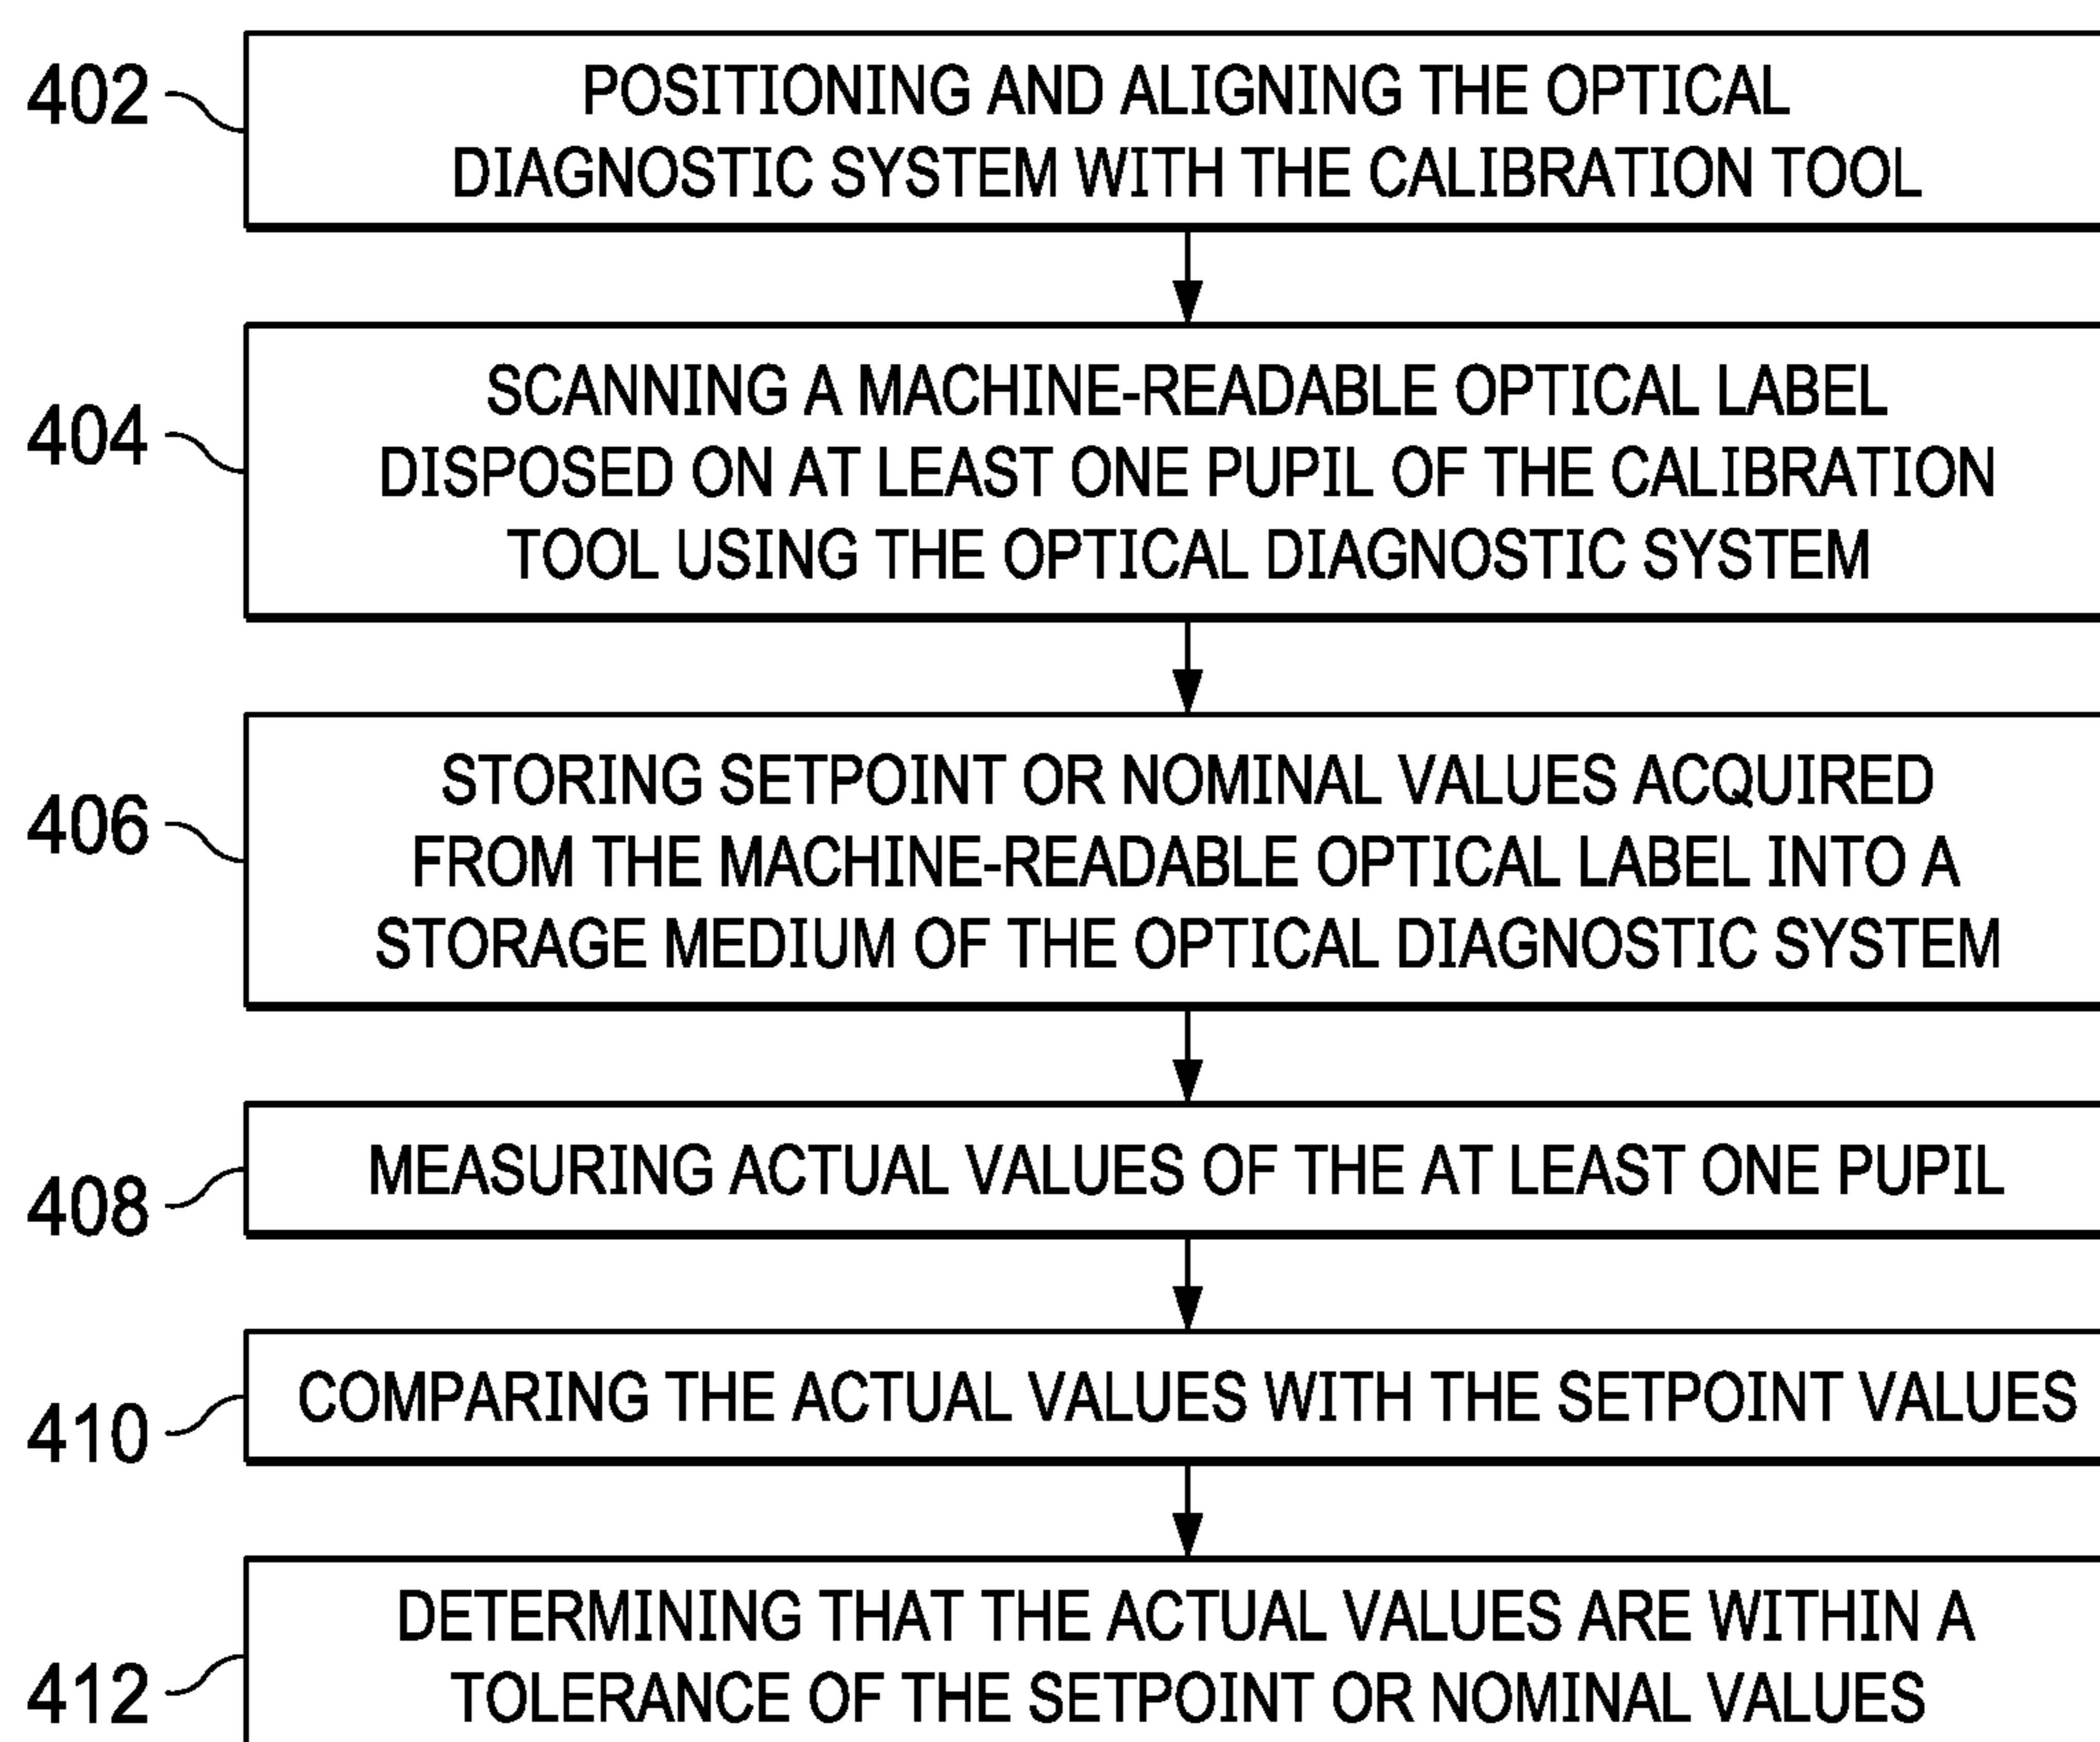 402
POSITIONING AND ALIGNING THE OPTICAL
DIAGNOSTIC SYSTEM WITH THE CALIBRATION TOOL
404
SCANNING A MACHINE-READABLE OPTICAL LABEL
DISPOSED ON AT LEAST ONE PUPIL OF THE CALIBRATION
TOOL USING THE OPTICAL DIAGNOSTIC SYSTEM
406
STORING SETPOINT OR NOMINAL VALUES ACQUIRED
FROM THE MACHINE-READABLE OPTICAL LABEL INTO A
STORAGE MEDIUM OF THE OPTICAL DIAGNOSTIC SYSTEM
408
MEASURING ACTUAL VALUES OF THE AT LEAST ONE PUPIL
410
COMPARING THE ACTUAL VALUES WITH THE SETPOINT VALUES
412
DETERMINING THAT THE ACTUAL VALUES ARE WITHIN A
TOLERANCE OF THE SETPOINT OR NOMINAL VALUES